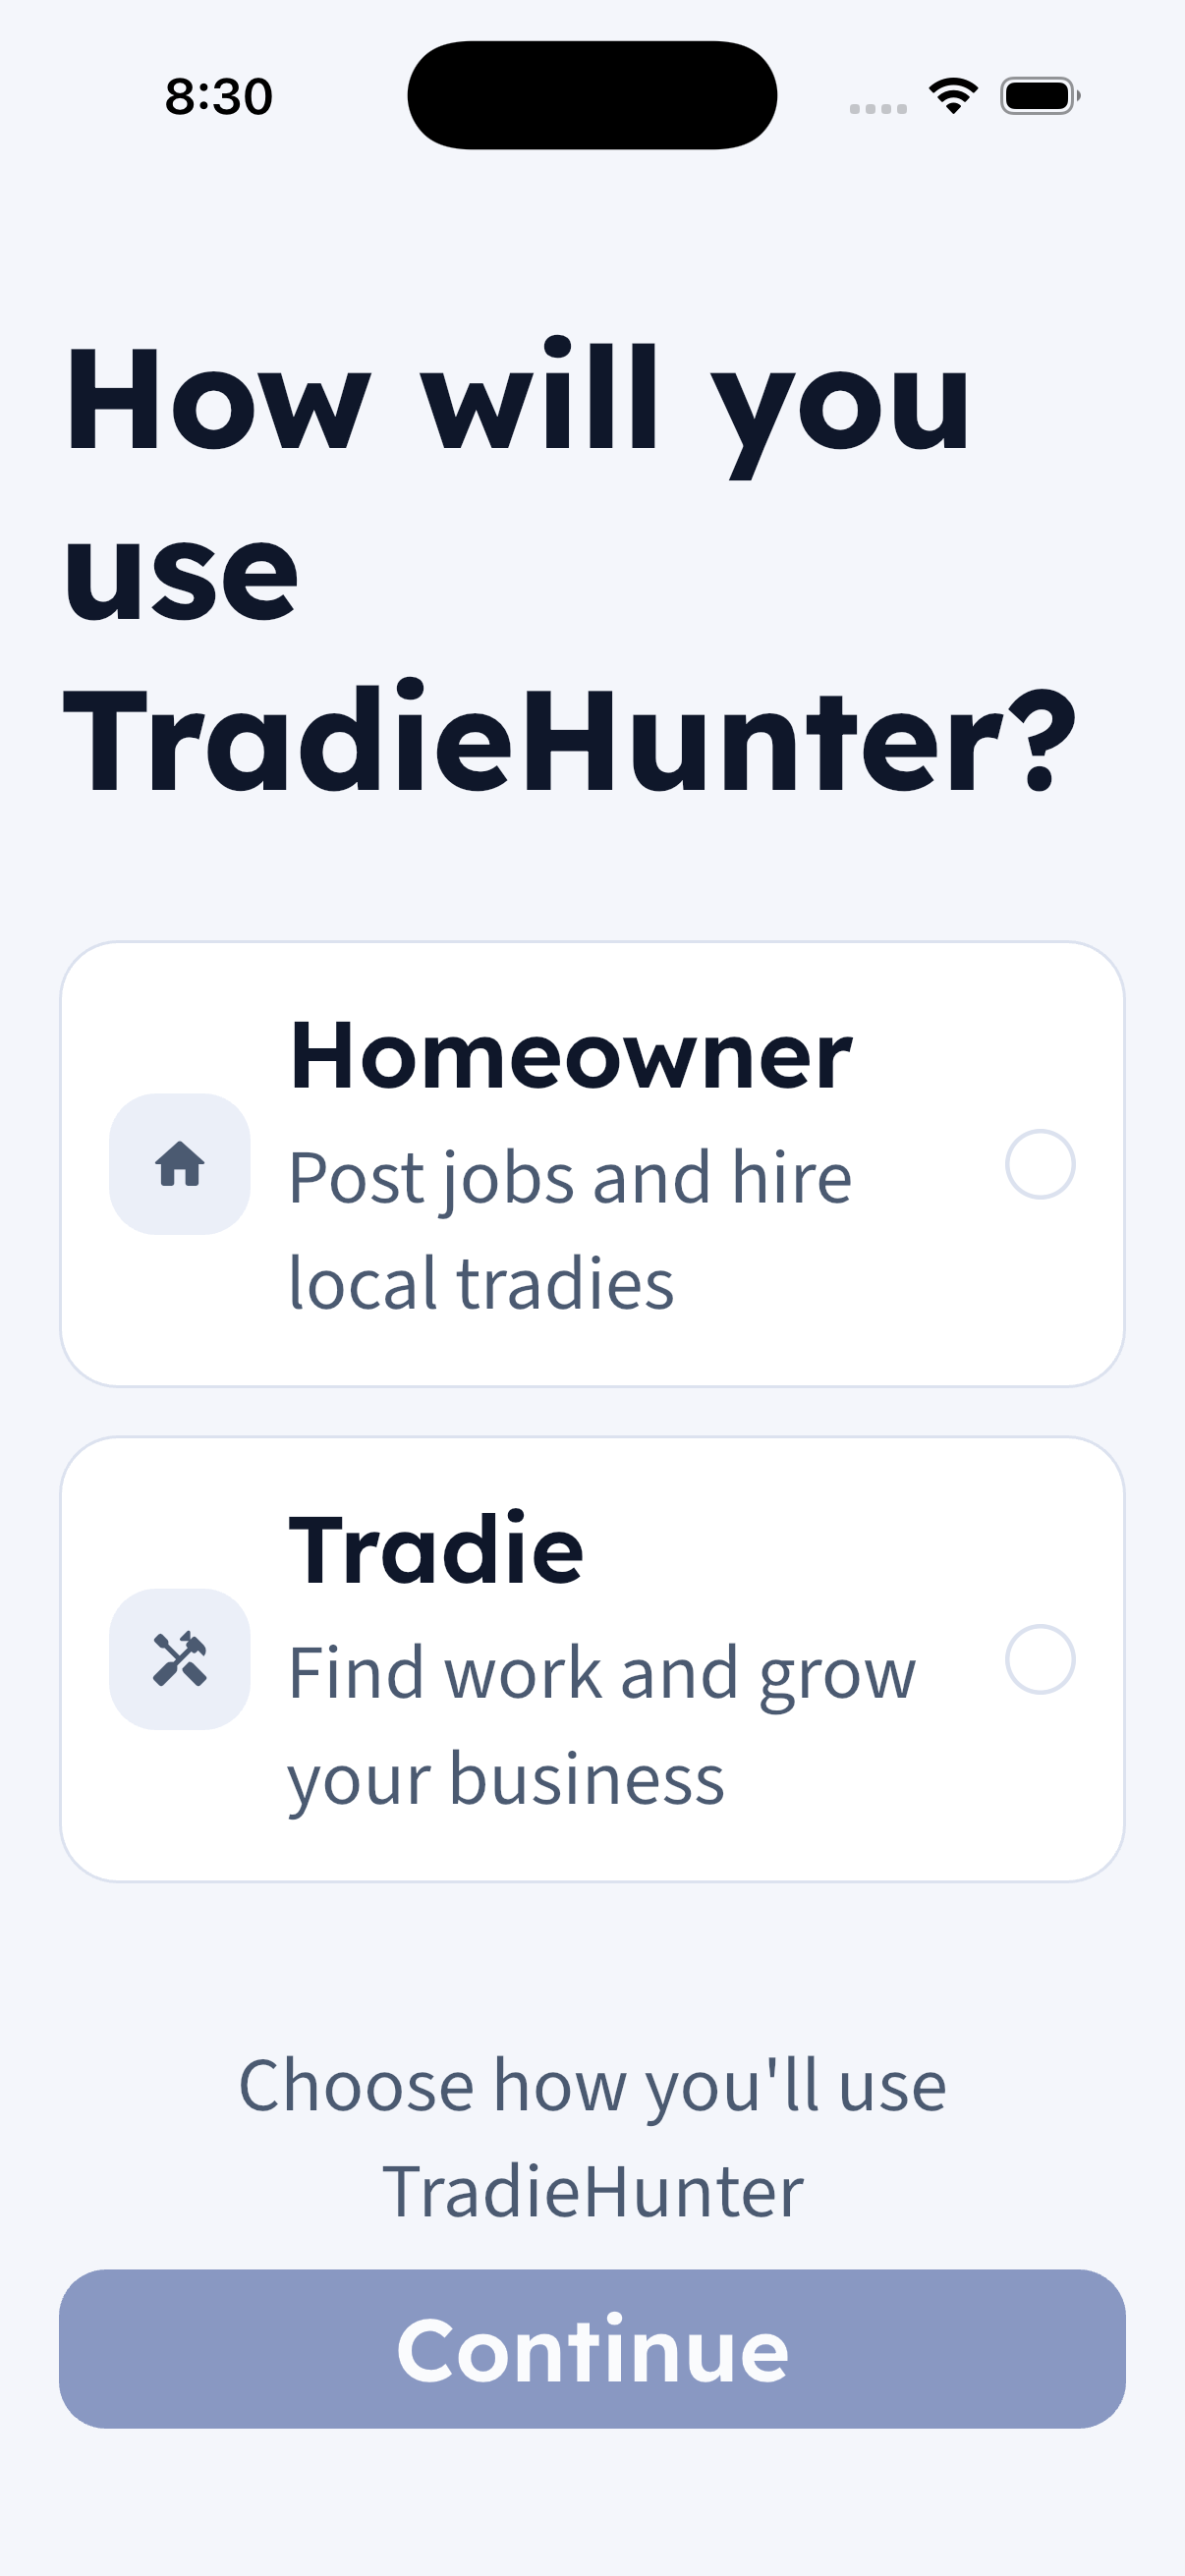 8:30
How will you
use
TradieHunter?
Homeowner
Post jobs and hire
local tradies
Tradie
Find work and grow
your business
Choose how you'll use
TradieHunter
Continue